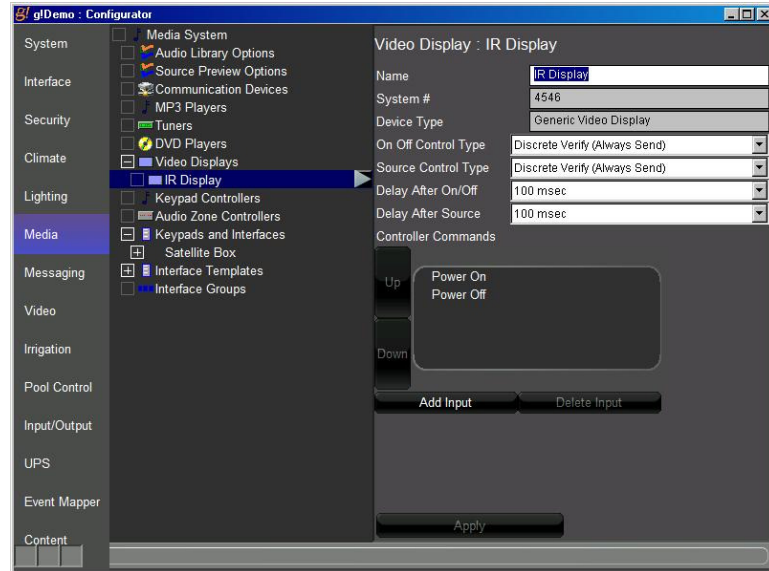 g! g!Demo : Configurator
System
Interface
Security
Climate
Lighting
Media
Messaging
Video
Irrigation
Pool Control
Input/Output
UPS
Event Mapper
Content
Media System
Audio Library Options
Source Preview Options
Communication Devices
MP3 Players
Tuners
DVD Players
Video Displays
IR Display
Keypad Controllers
Audio Zone Controllers
Keypads and Interfaces
Satellite Box
Interface Templates
Interface Groups
Video Display : IR Display
Name IR Display
System # 4546
Device Type Generic Video Display
On Off Control Type Discrete Verify (Always Send)
Source Control Type Discrete Verify (Always Send)
Delay After On/Off 100 msec
Delay After Source 100 msec
Controller Commands
Up
Down
Power On
Power Off
Add Input Delete Input
Apply